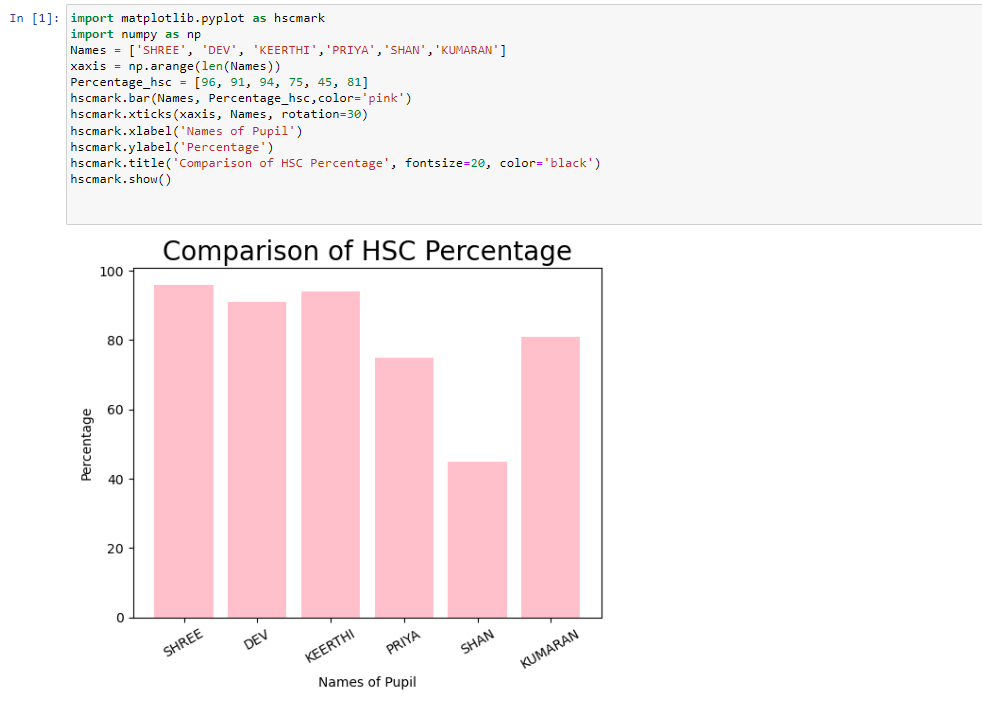 In [1]:
import matplotlib.pyplot as hscmark
import numpy as np
Names = ['SHREE', 'DEV', 'KEERTHI','PRIYA','SHAN','KUMARAN']
xaxis = np.arange(len(Names))
Percentage_hsc = [96, 91, 94, 75, 45, 81]
hscmark.bar(Names, Percentage_hsc,color='pink')
hscmark.xticks(xaxis, Names, rotation=30)
hscmark.xlabel('Names of Pupil')
hscmark.ylabel('Percentage')
hscmark.title('Comparison of HSC Percentage', fontsize=20, color='black')
hscmark.show()
Comparison of HSC Percentage
100
80
60
40
20
0
Percentage
SHREE
DEV
KEERTHI
PRIYA
SHAN
KUMARAN
Names of Pupil